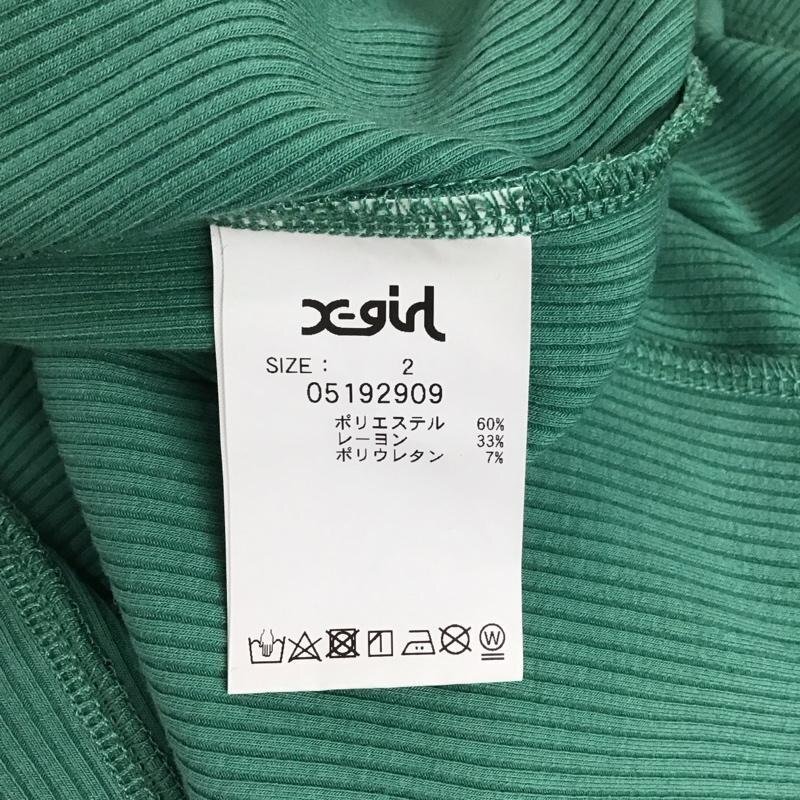 X-girl
SIZE : 2
05192909
ポリエステル 60%
レーヨン 33%
ポリウレタン 7%
W